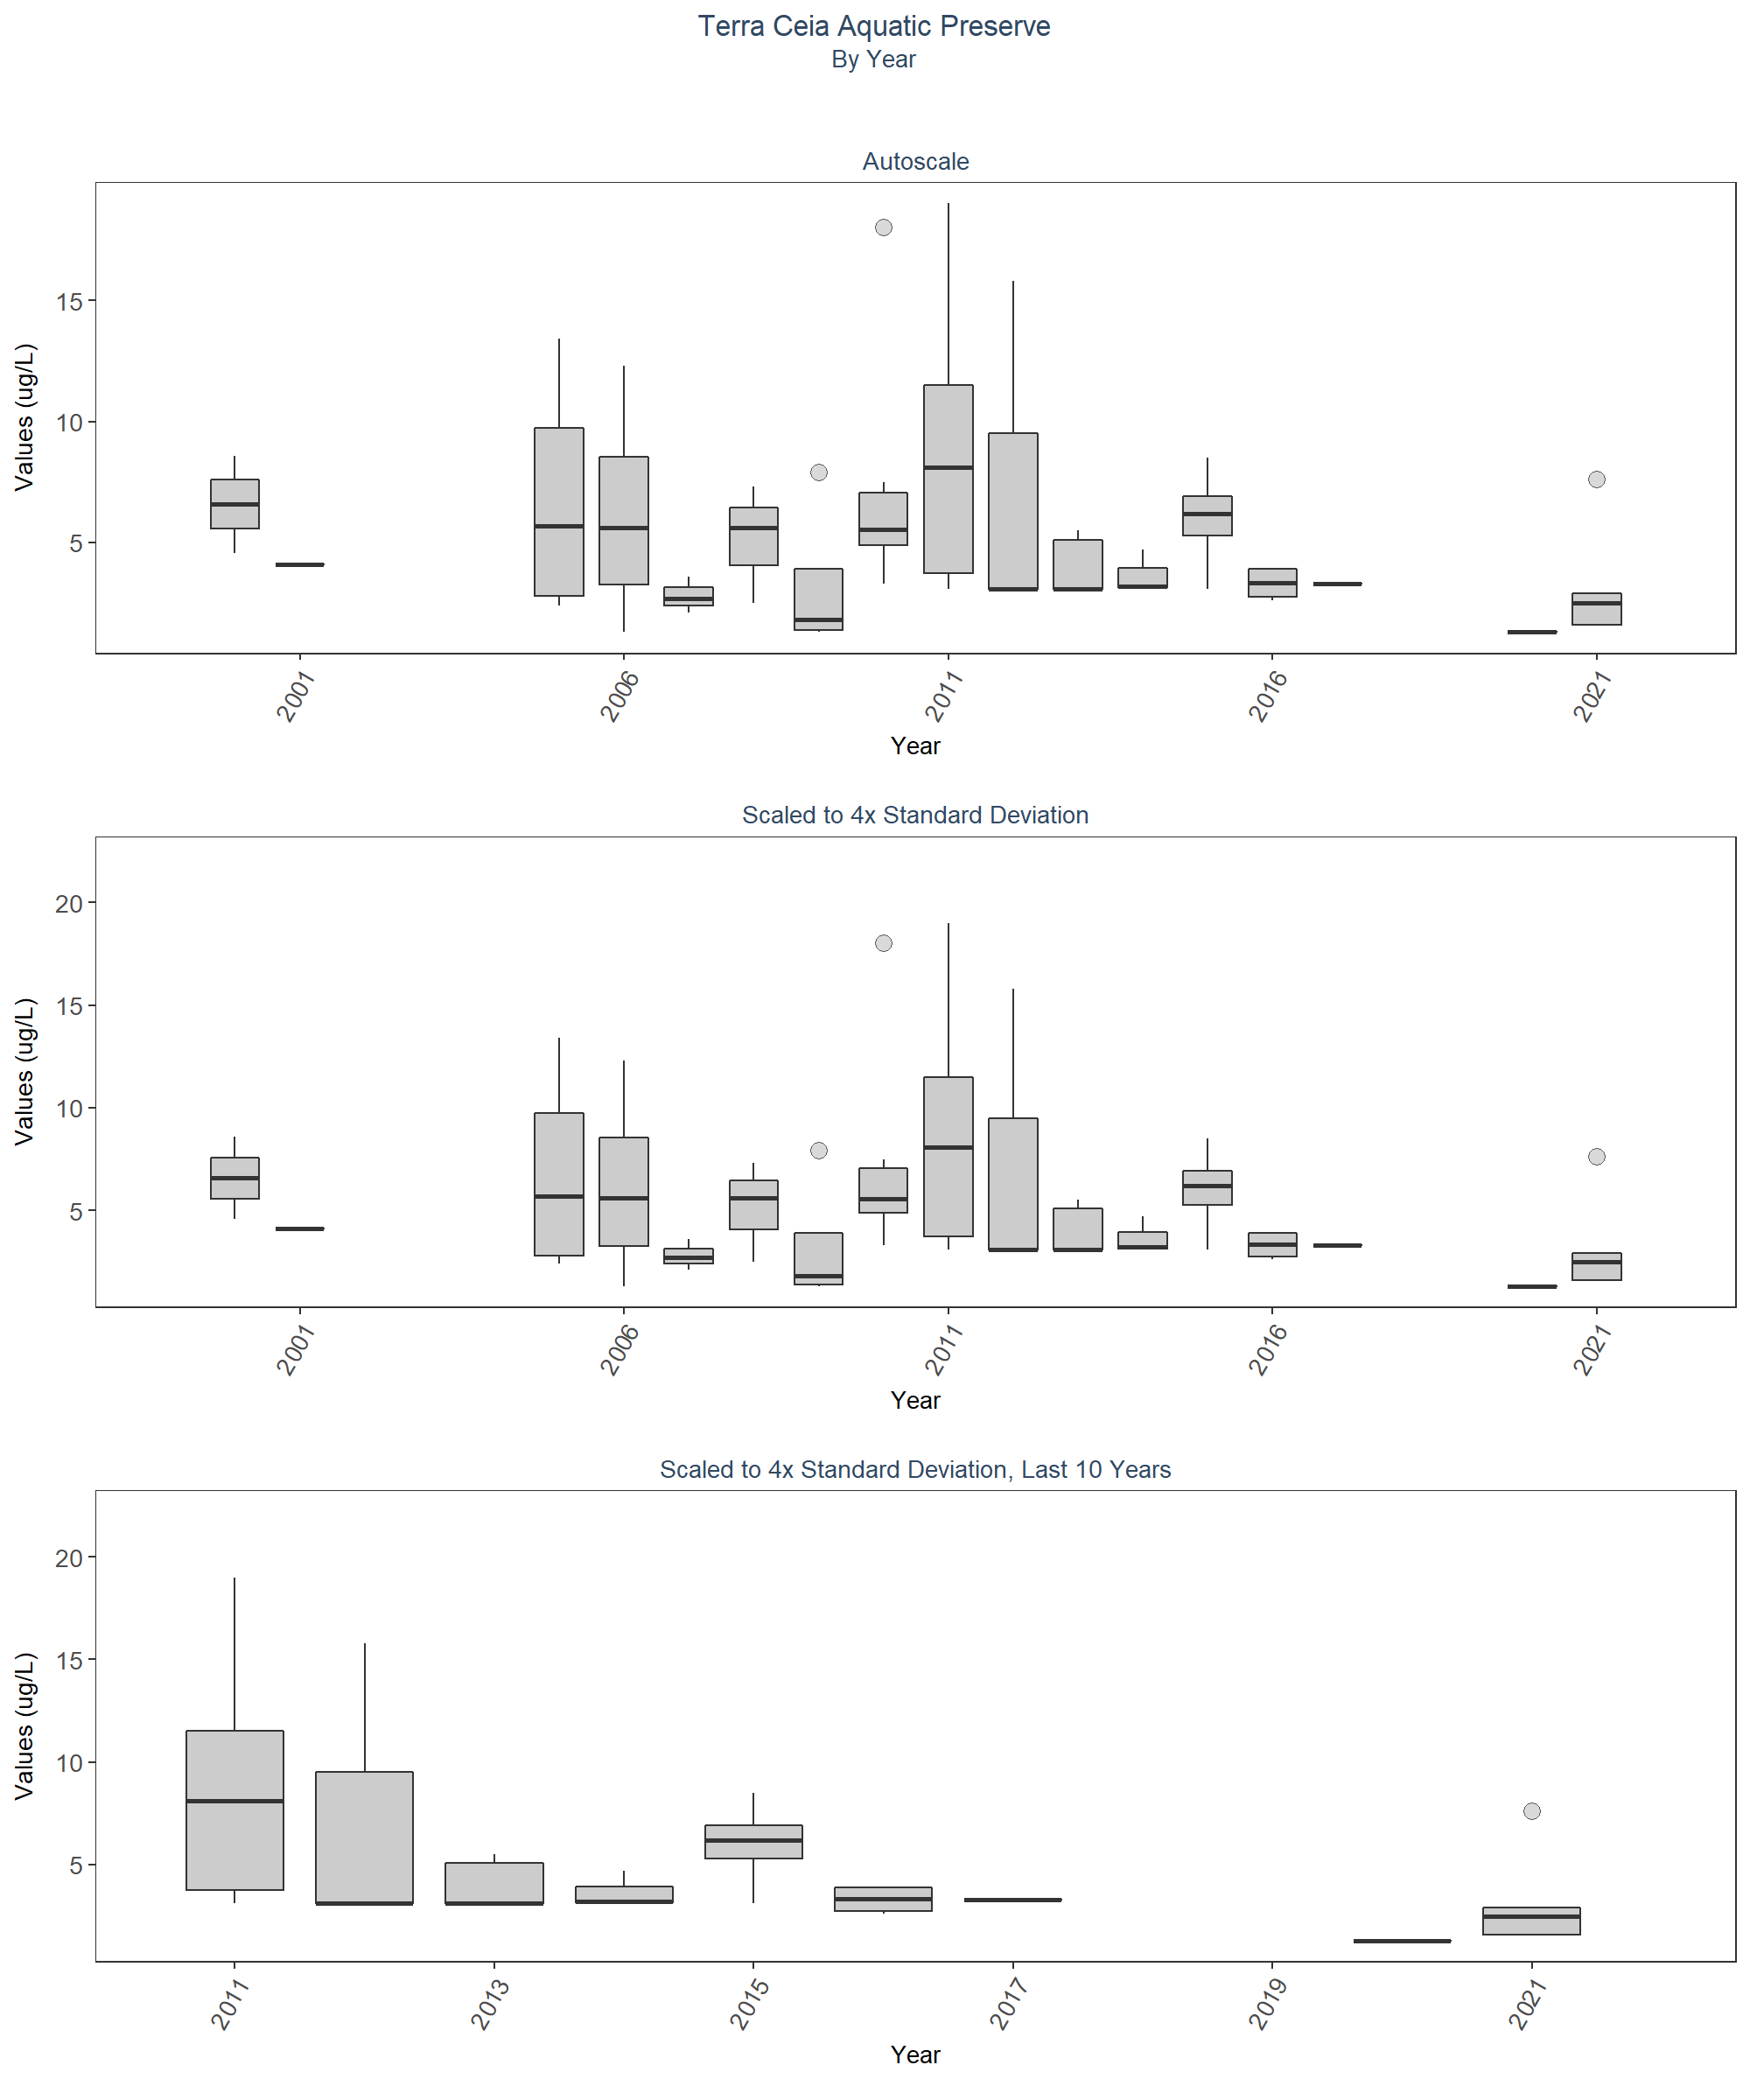 Terra Ceia Aquatic Preserve
By Year
Autoscale
Values (ug/L)
15
10
5
2001
2006
2011
2016
2021
Year
Scaled to 4x Standard Deviation
Values (ug/L)
20
15
10
5
2001
2006
2011
2016
2021
Year
Scaled to 4x Standard Deviation, Last 10 Years
Values (ug/L)
20
15
10
5
2011
2013
2015
2017
2019
2021
Year